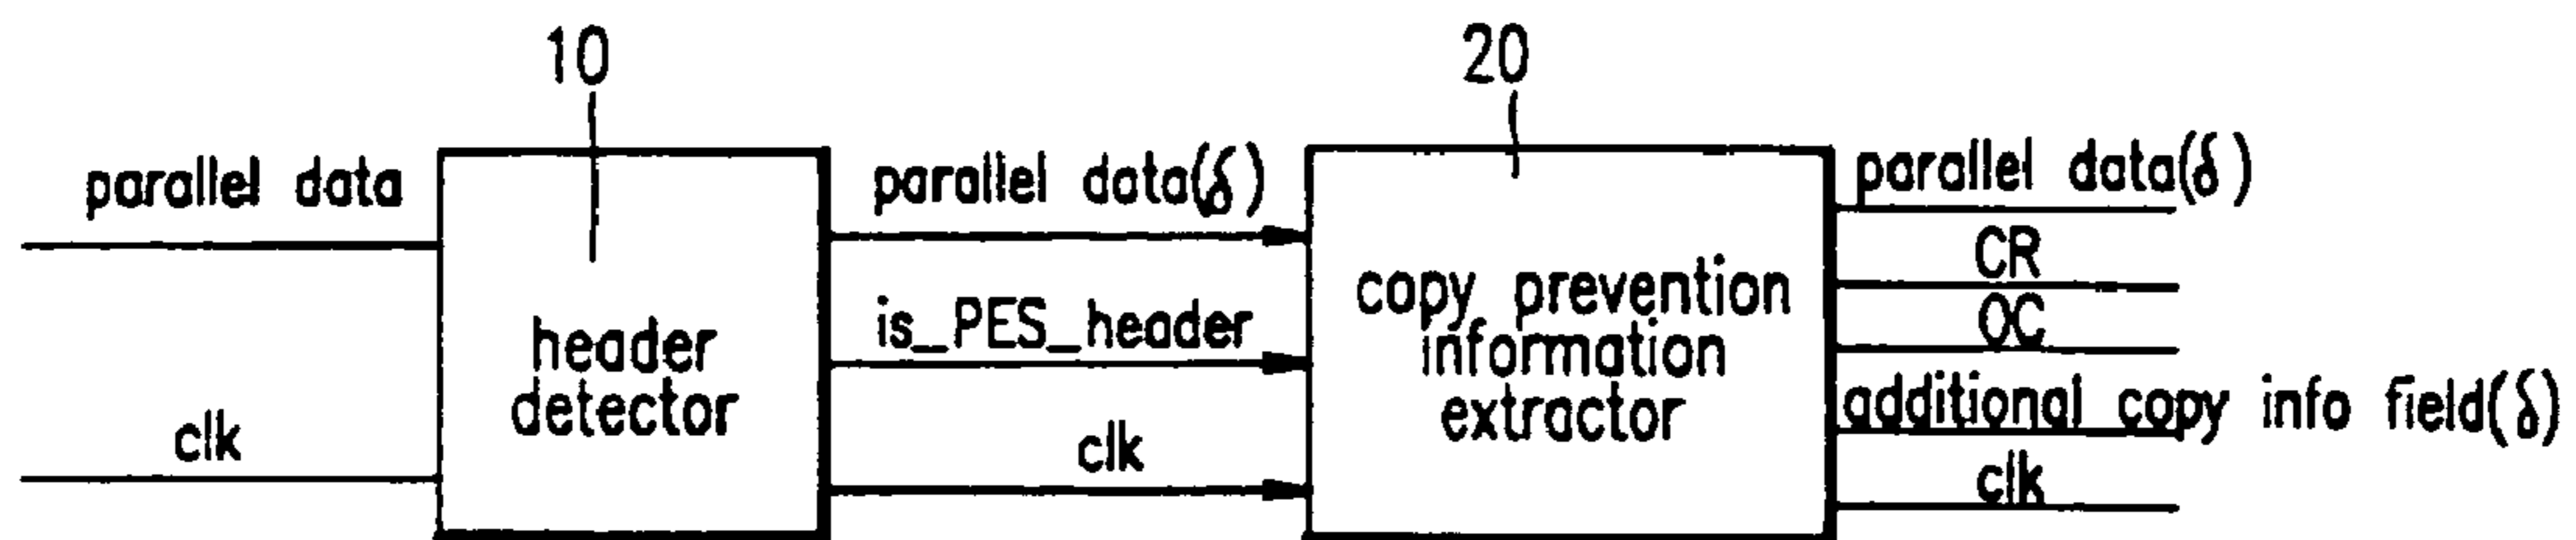 10
20
parallel data
clk
header
detector
parallel data(δ)
is_PES_header
clk
copy prevention
information
extractor
parallel data(δ)
CR
OC
additional copy info field(δ)
clk